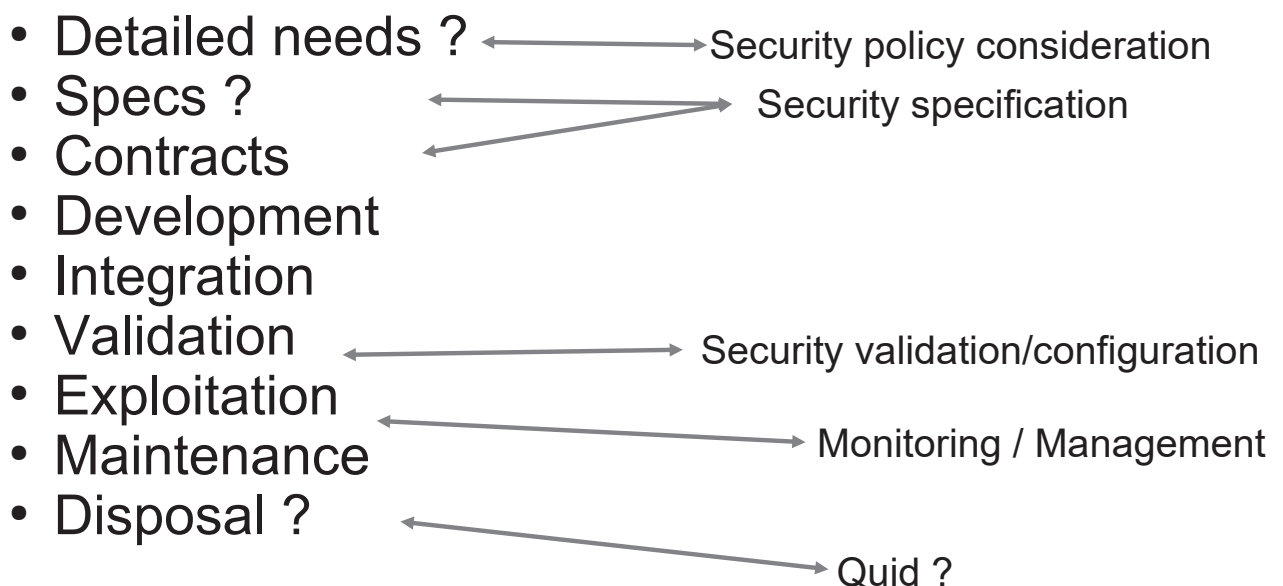 • Detailed needs ?
Security policy consideration
• Specs ?
Security specification
• Contracts
• Development
• Integration
• Validation
Security validation/configuration
• Exploitation
Monitoring / Management
• Maintenance
• Disposal ?
Quid ?